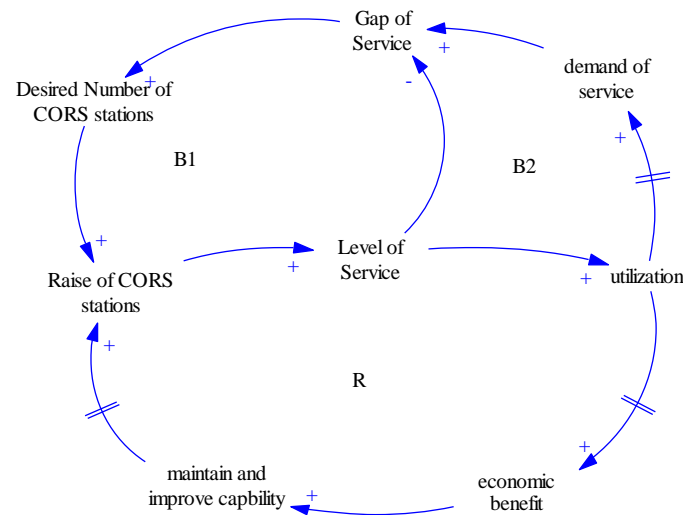 Gap of
Service
+
+
demand of
service
Desired Number of
CORS stations
-
+
B1
B2
+
Level of
Service
+
+
utilization
Raise of CORS
stations
+
R
+
maintain and
improve capbility
+
economic
benefit
+